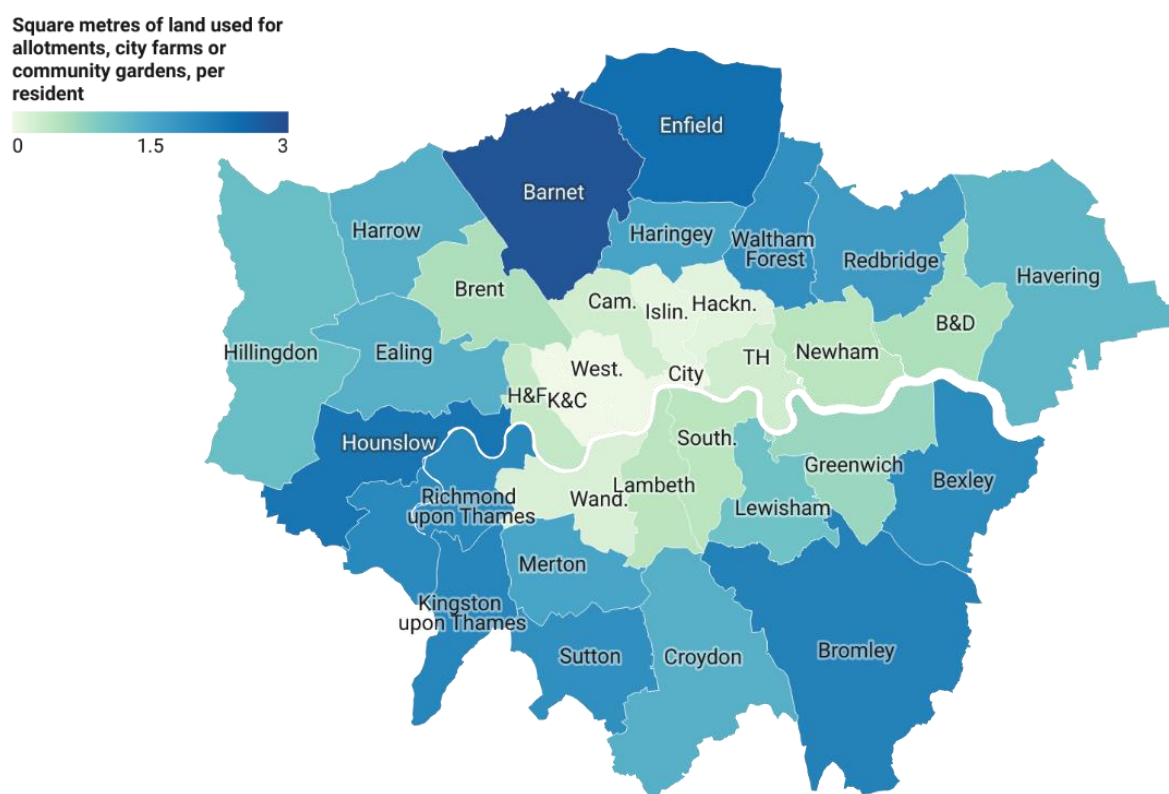 Square metres of land used for
allotments, city farms or
community gardens, per
resident
0 1.5 3
Enfield
Barnet
Harrow
Haringey
Waltham
Forest
Redbridge
Havering
Brent
Cam.
Islin.
Hackn.
B&D
Hillingdon
Ealing
West.
City
TH
Newham
H&F
K&C
Hounslow
South.
Greenwich
Richmond
upon Thames
Wand.
Lambeth
Lewisham
Bexley
Merton
Kingston
upon Thames
Sutton
Croydon
Bromley